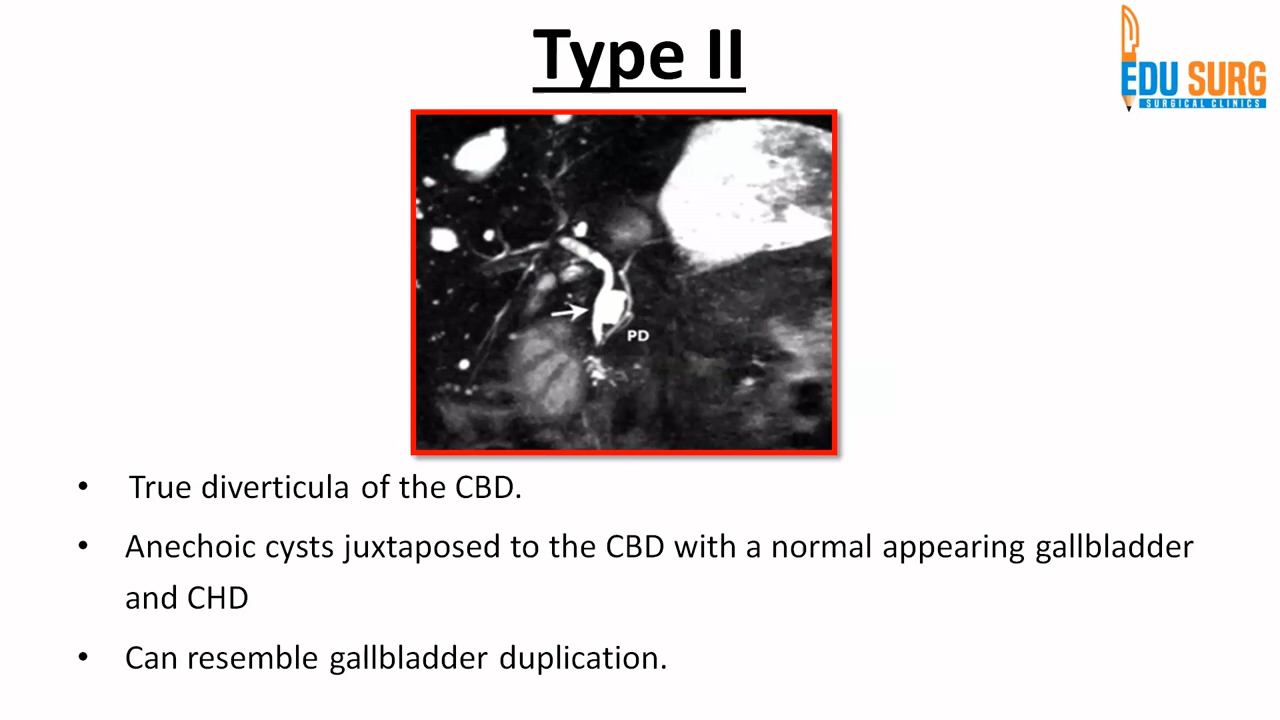 Type II
EDU SURG
SURGICAL CLINICS
PD
• True diverticula of the CBD.
• Anechoic cysts juxtaposed to the CBD with a normal appearing gallbladder
and CHD
• Can resemble gallbladder duplication.